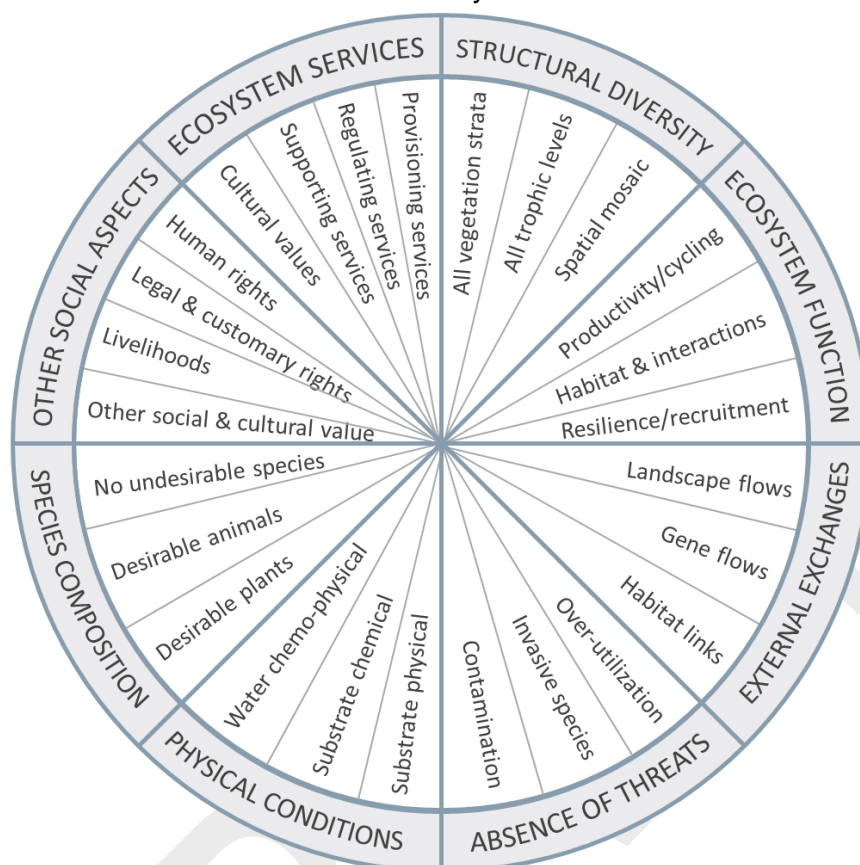 ECOSYSTEM SERVICES
Cultural values
Supporting services
Regulating services
Provisioning services
STRUCTURAL DIVERSITY
All vegetation strata
All trophic levels
Spatial mosaic
ECOSYSTEM FUNCTION
Productivity/cycling
Habitat & interactions
Resilience/recruitment
EXTERNAL EXCHANGES
Landscape flows
Gene flows
Habitat links
ABSENCE OF THREATS
Over-utilization
Invasive species
Contamination
PHYSICAL CONDITIONS
Substrate physical
Substrate chemical
Water chemo-physical
SPECIES COMPOSITION
Desirable plants
Desirable animals
No undesirable species
OTHER SOCIAL ASPECTS
Other social & cultural value
Livelihoods
Legal & customary rights
Human rights